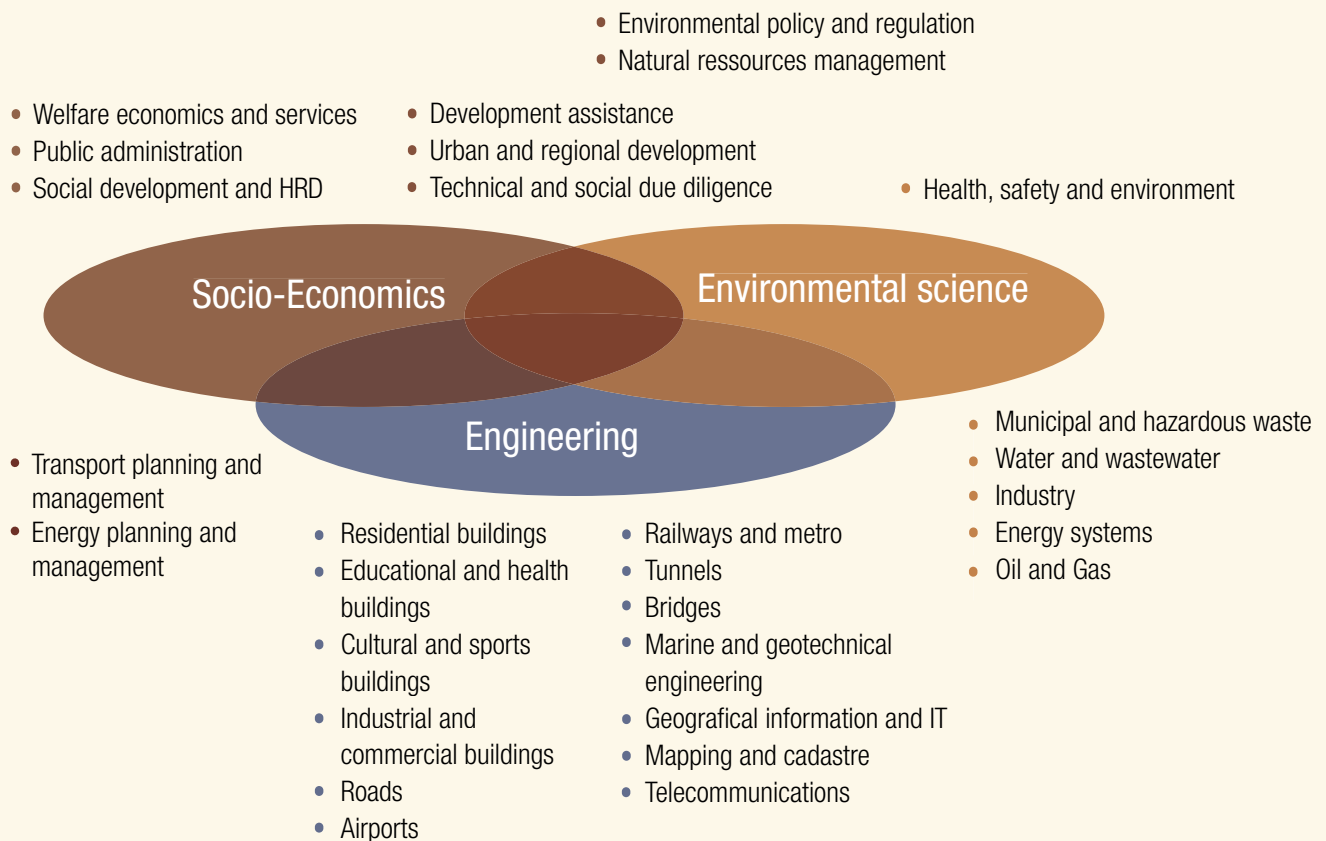 • Environmental policy and regulation
• Natural ressources management
• Welfare economics and services
• Public administration
• Social development and HRD
• Development assistance
• Urban and regional development
• Technical and social due diligence
• Health, safety and environment
Socio-Economics
Environmental science
Engineering
• Transport planning and
management
• Energy planning and
management
• Residential buildings
• Educational and health
buildings
• Cultural and sports
buildings
• Industrial and
commercial buildings
• Roads
• Airports
• Railways and metro
• Tunnels
• Bridges
• Marine and geotechnical
engineering
• Geografical information and IT
• Mapping and cadastre
• Telecommunications
• Municipal and hazardous waste
• Water and wastewater
• Industry
• Energy systems
• Oil and Gas